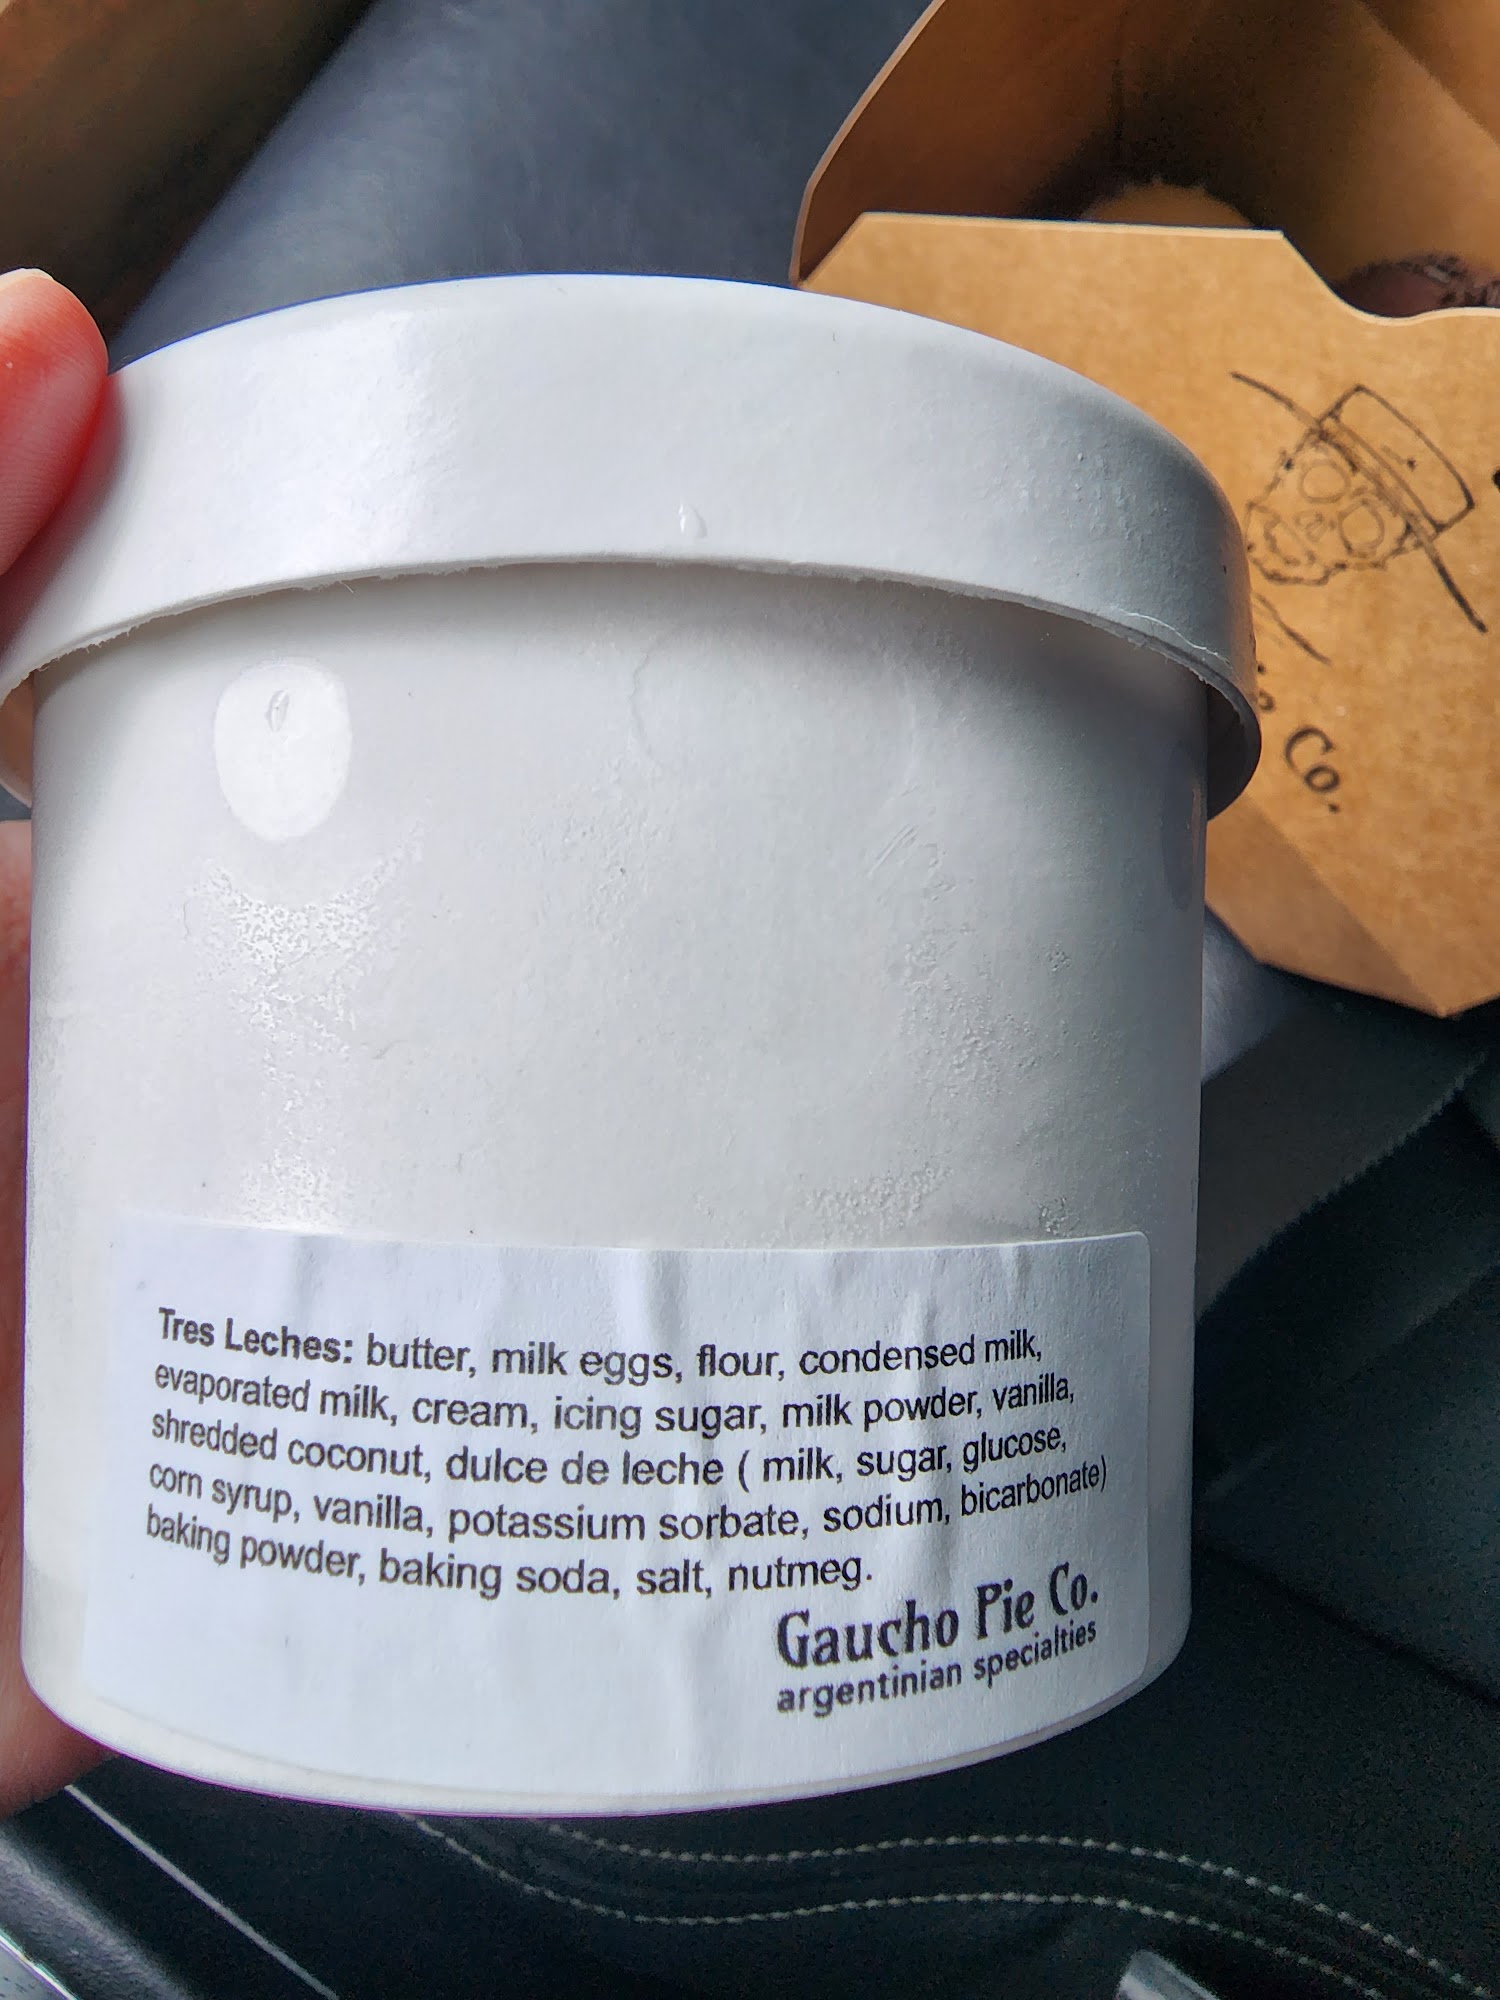 Tres Leches: butter, milk eggs, flour, condensed milk,
evaporated milk, cream, icing sugar, milk powder, vanilla,
shredded coconut, dulce de leche ( milk, sugar, glucose,
corn syrup, vanilla, potassium sorbate, sodium, bicarbonate)
baking powder, baking soda, salt, nutmeg.
Gaucho Pie Co.
argentinian specialties
Co.